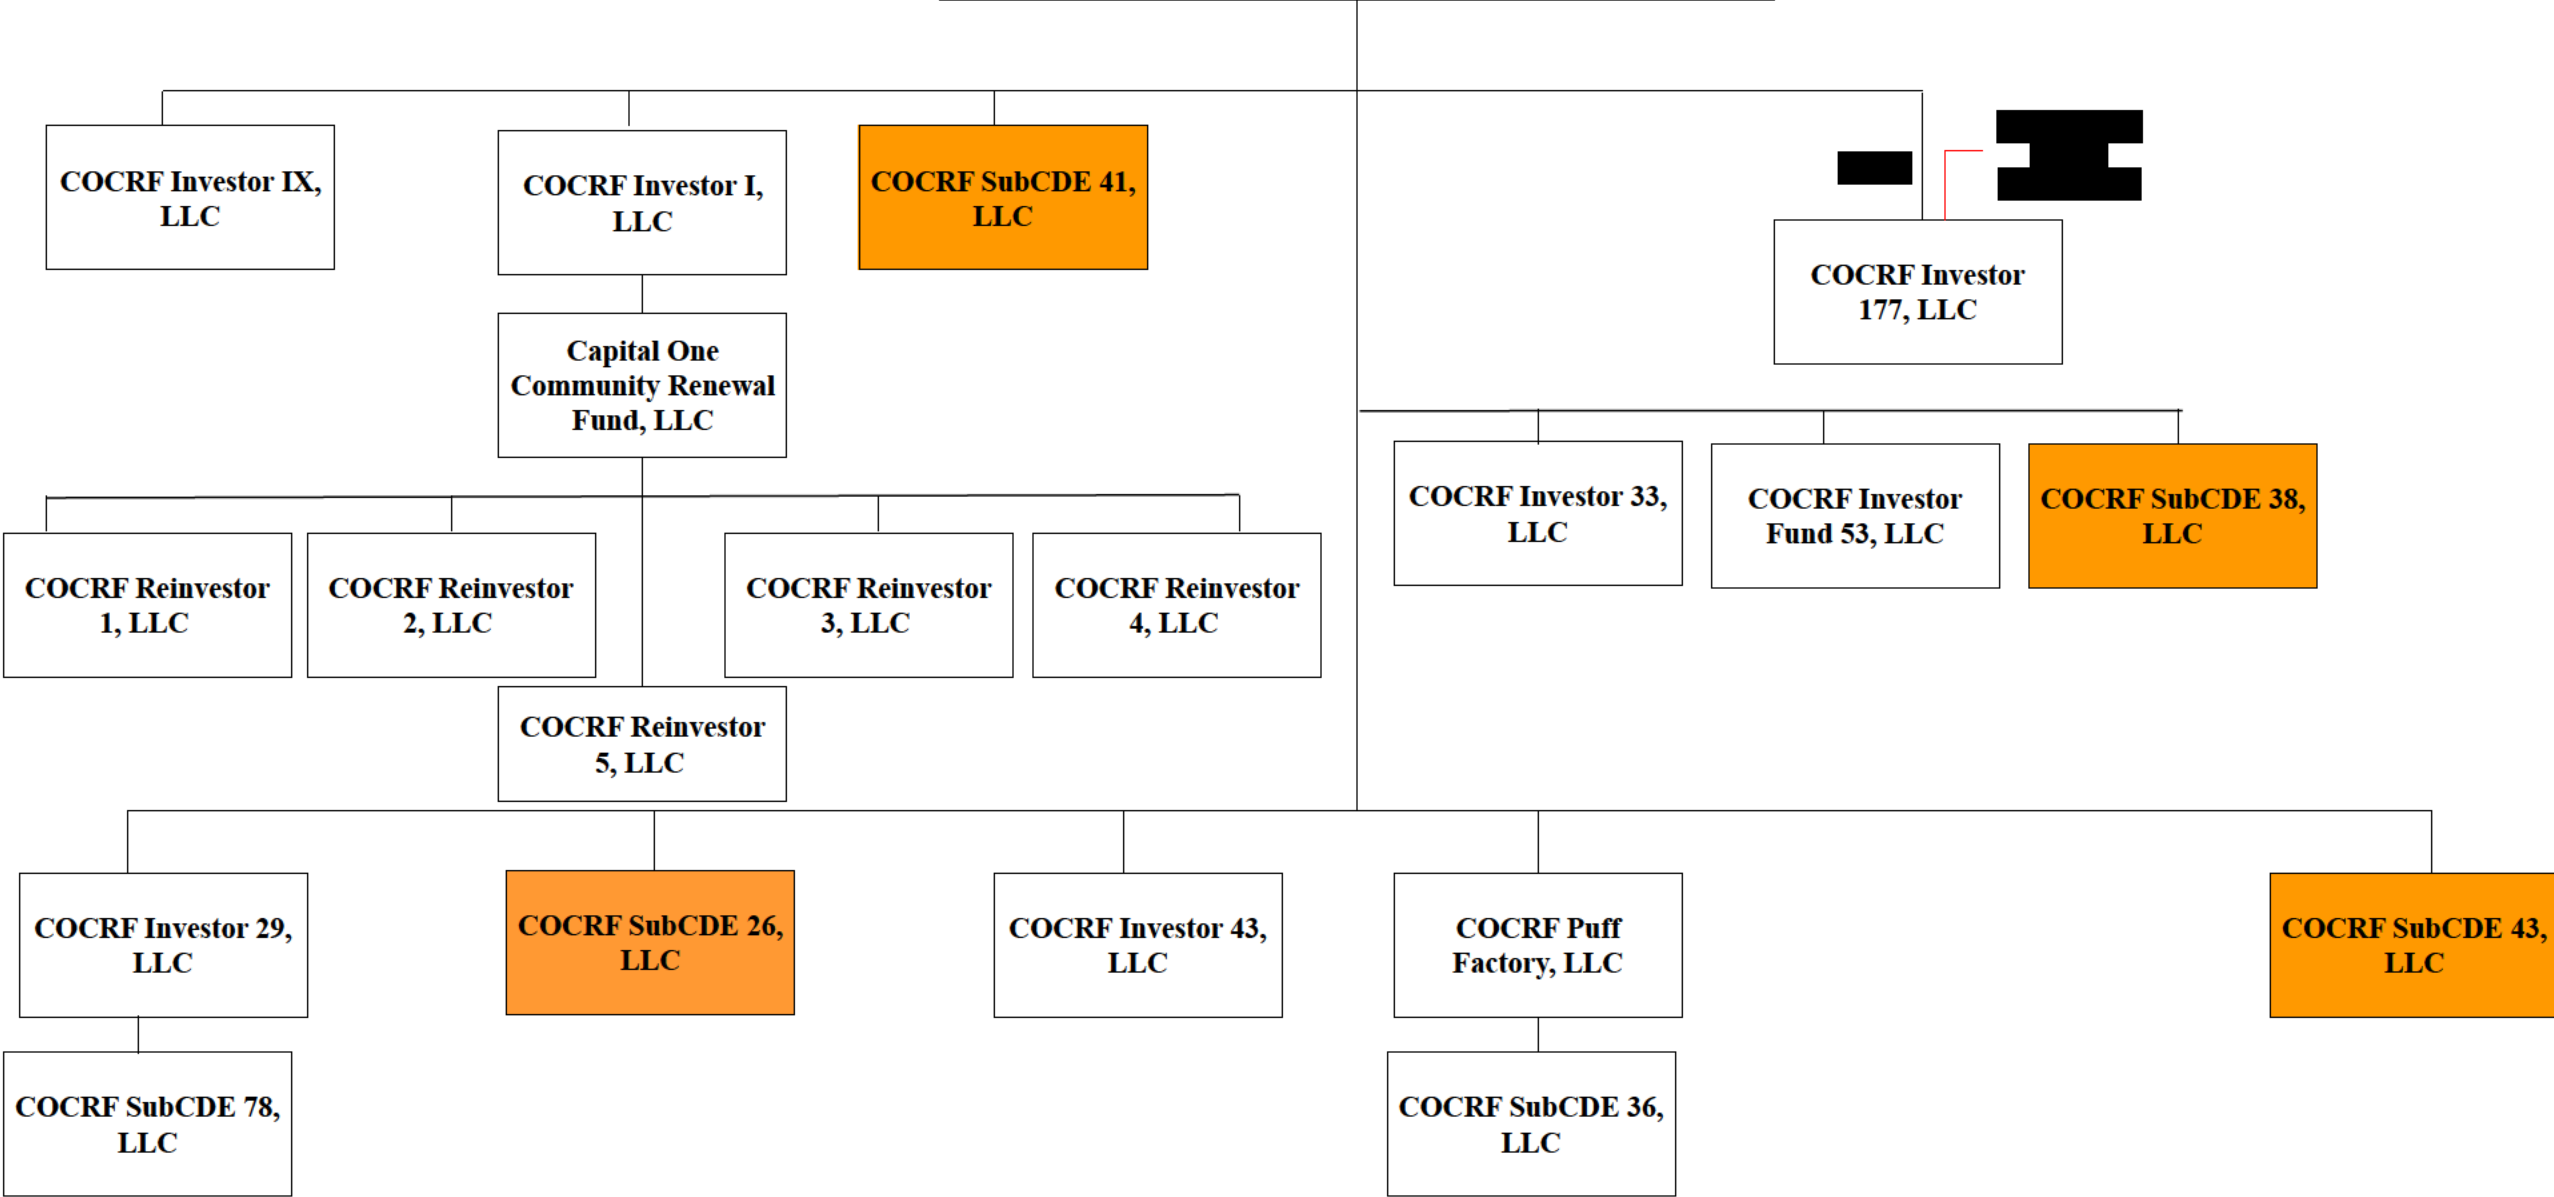 COCRF Investor IX,
LLC
COCRF Investor I,
LLC
COCRF SubCDE 41,
LLC
COCRF Investor
177, LLC
Capital One
Community Renewal
Fund, LLC
COCRF Investor 33,
LLC
COCRF Investor
Fund 53, LLC
COCRF SubCDE 38,
LLC
COCRF Reinvestor
1, LLC
COCRF Reinvestor
2, LLC
COCRF Reinvestor
3, LLC
COCRF Reinvestor
4, LLC
COCRF Reinvestor
5, LLC
COCRF Investor 29,
LLC
COCRF SubCDE 26,
LLC
COCRF Investor 43,
LLC
COCRF Puff
Factory, LLC
COCRF SubCDE 43,
LLC
COCRF SubCDE 78,
LLC
COCRF SubCDE 36,
LLC